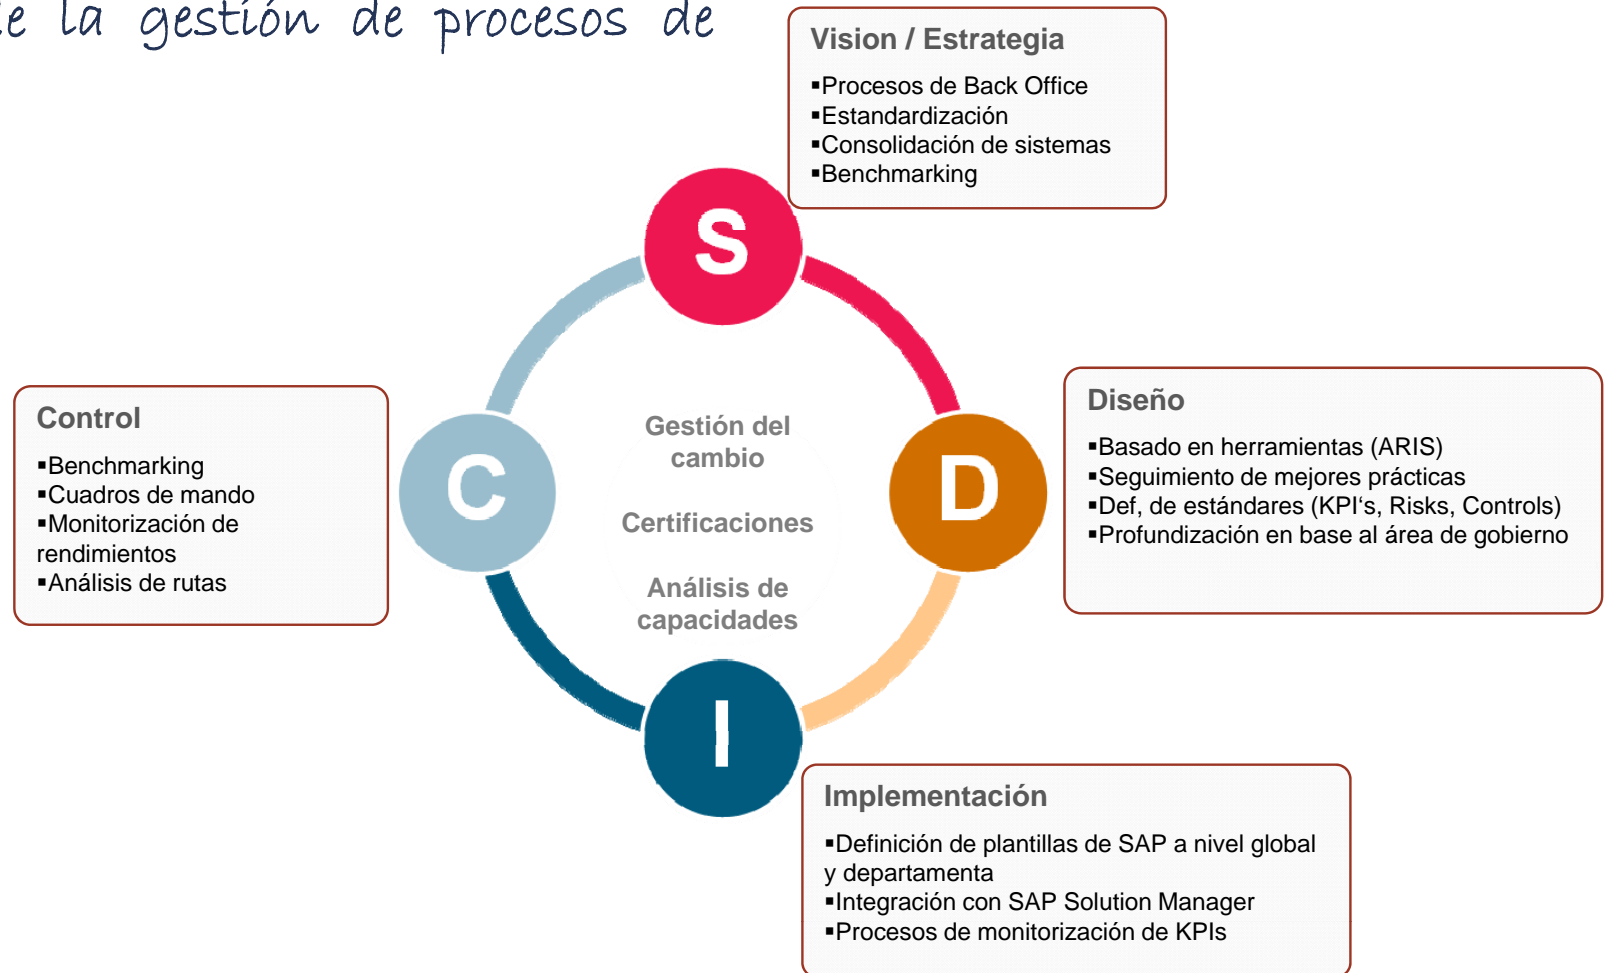 la gestión de procesos de
Vision / Estrategia
▪Procesos de Back Office
▪Estandardización
▪Consolidación de sistemas
▪Benchmarking
S
Control
▪Benchmarking
▪Cuadros de mando
▪Monitorización de
rendimientos
▪Análisis de rutas
C
Gestión del
cambio
Certificaciones
Análisis de
capacidades
D
Diseño
▪Basado en herramientas (ARIS)
▪Seguimiento de mejores prácticas
▪Def, de estándares (KPI‘s, Risks, Controls)
▪Profundización en base al área de gobierno
I
Implementación
▪Definición de plantillas de SAP a nivel global
y departamenta
▪Integración con SAP Solution Manager
▪Procesos de monitorización de KPIs